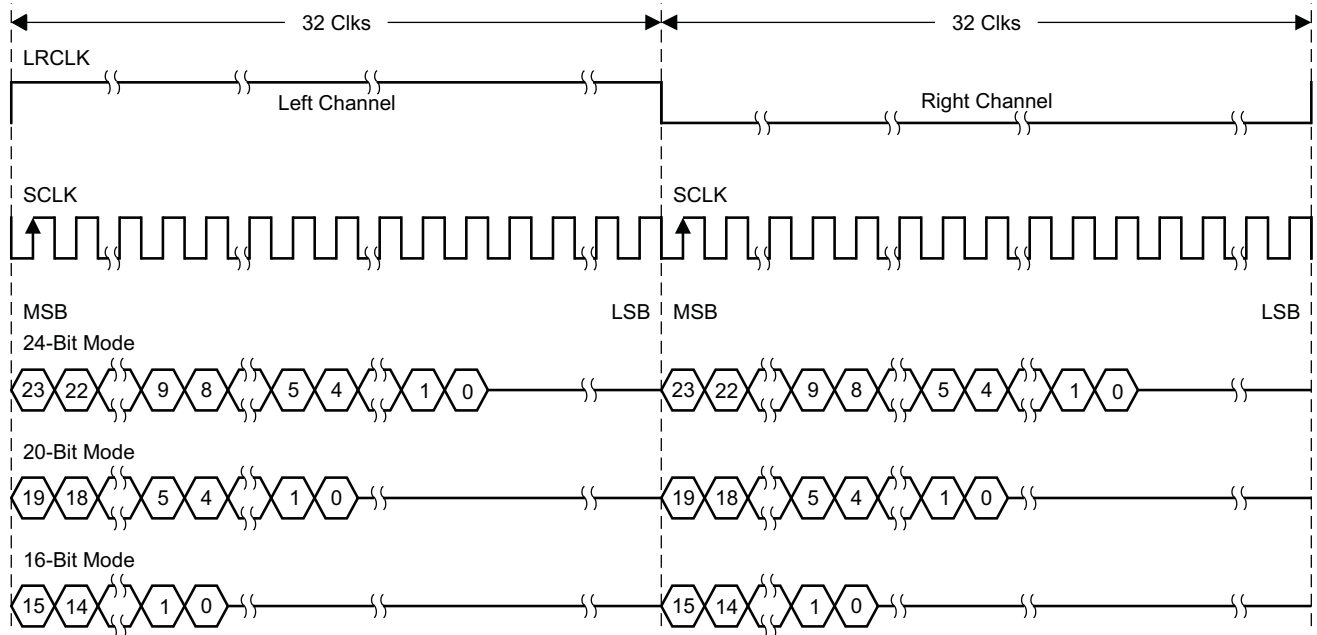 32 Clks 32 Clks
LRCLK
Left Channel Right Channel
SCLK SCLK
MSB LSB MSB LSB
24-Bit Mode
23 22 9 8 5 4 1 0 23 22 9 8 5 4 1 0
20-Bit Mode
19 18 5 4 1 0 19 18 5 4 1 0
16-Bit Mode
15 14 1 0 15 14 1 0